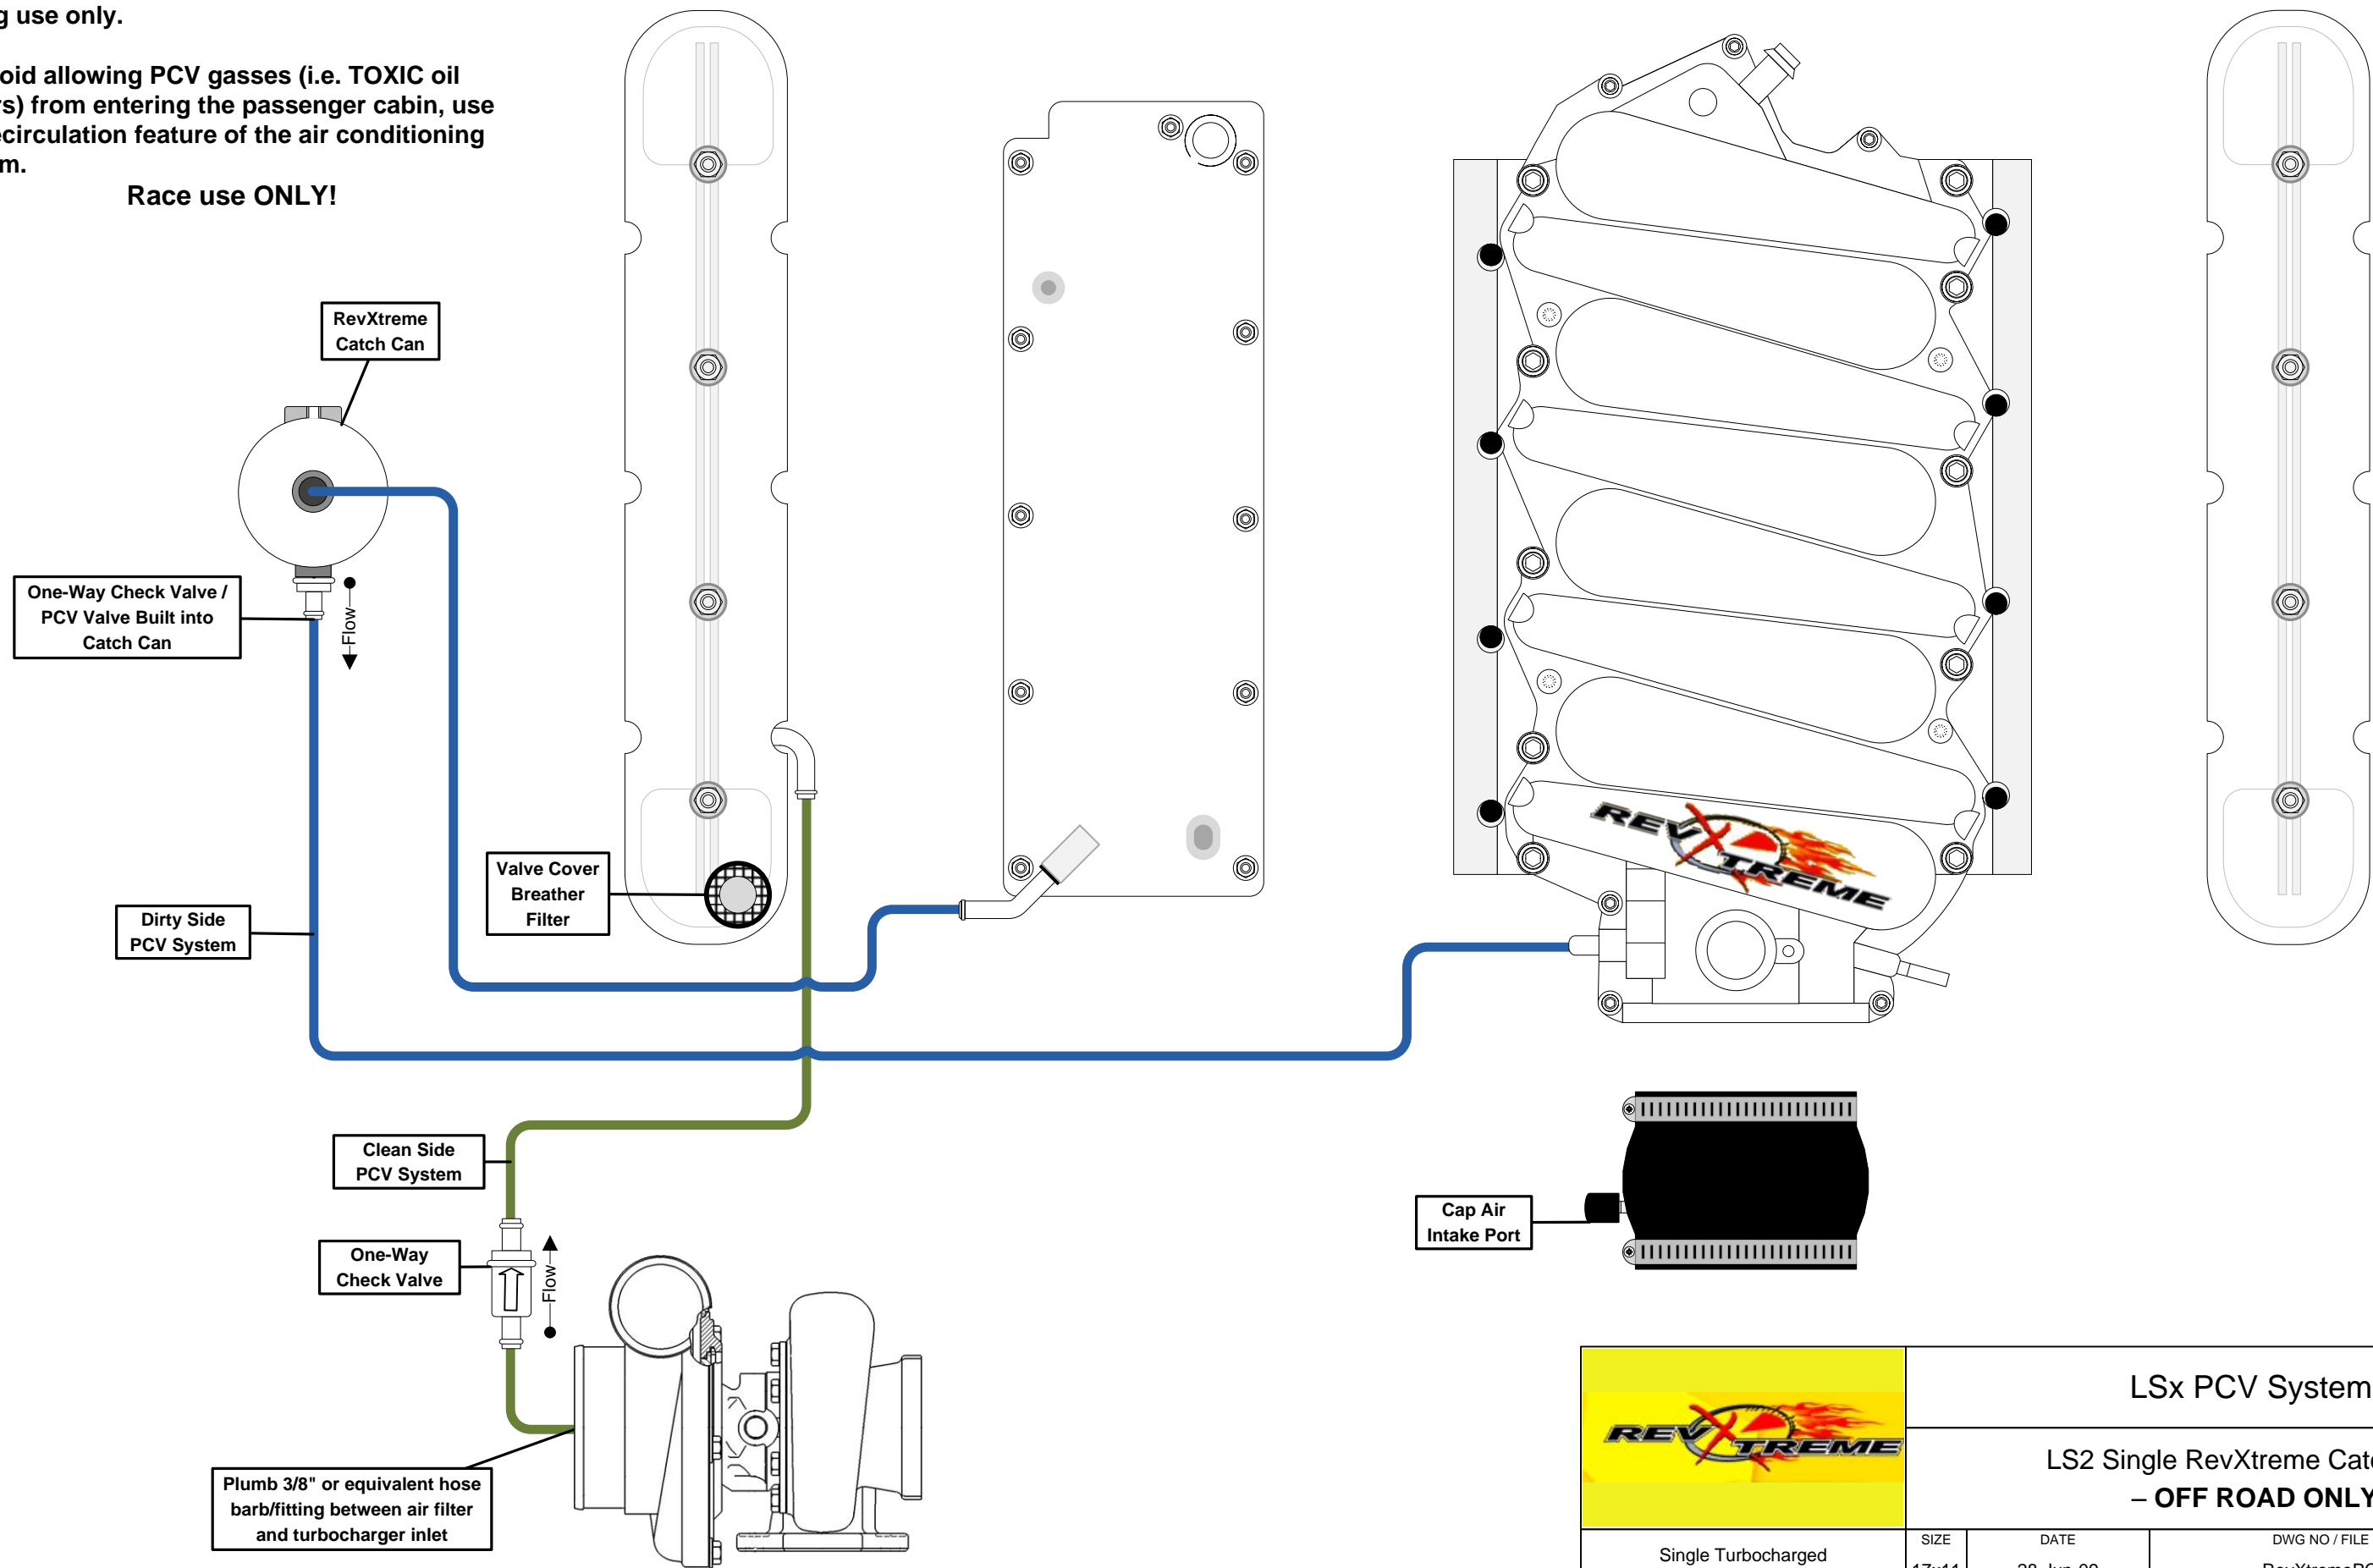 g use only.
oid allowing PCV gasses (i.e. TOXIC oil
rs) from entering the passenger cabin, use
ecirculation feature of the air conditioning
m.
Race use ONLY!
RevXtreme
Catch Can
One-Way Check Valve /
PCV Valve Built into
Catch Can
Flow
Valve Cover
Breather
Filter
Dirty Side
PCV System
REVXTREME
Clean Side
PCV System
One-Way
Check Valve
Flow
Cap Air
Intake Port
Plumb 3/8" or equivalent hose
barb/fitting between air filter
and turbocharger inlet
REVXTREME
LSx PCV System
LS2 Single RevXtreme Cat
– OFF ROAD ONLY
Single Turbocharged
SIZE
DATE
DWG NO / FILE